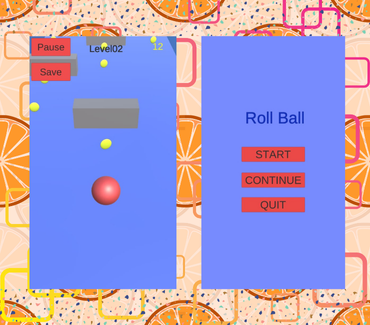 Pause
Level02
12
Save
Roll Ball
START
CONTINUE
QUIT